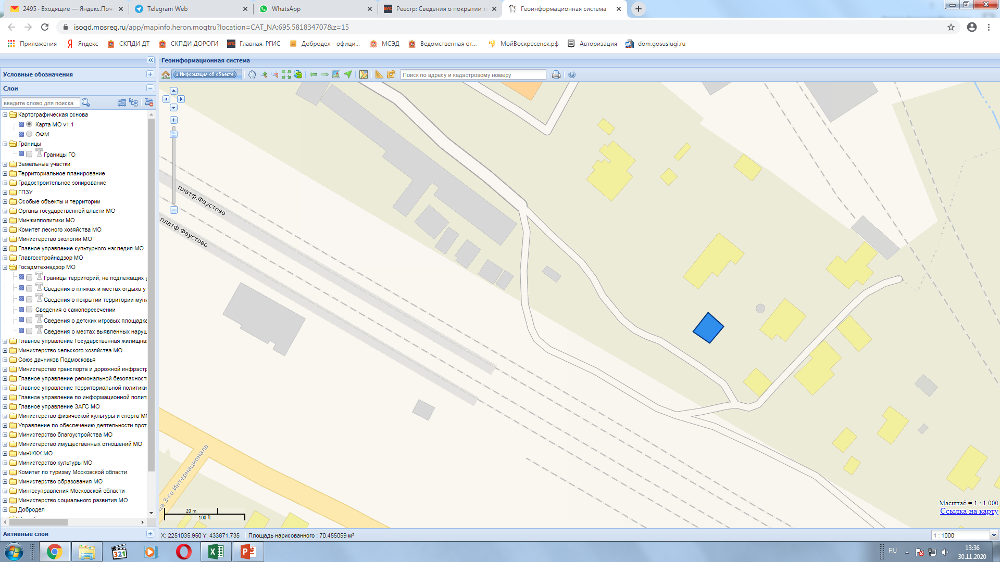 2495 · Входящие — Яндекс.Поч
Telegram Web
WhatsApp
Реестр: Сведения о покрытии т
Геоинформационная система
isogd.mosreg.ru/app/mapinfo.heron.mogtru?location=CAT_NA:695,581834707&z=15
Приложения
Яндекс
СКПДИ ДТ
СКПДИ ДОРОГИ
Главная. РГИС
Добродел - офици...
МСЭД
Ведомственная от...
МойВоскресенск.рф
Авторизация
dom.gosuslugi.ru
Геоинформационная система
Условные обозначения
Информация об объекте
Поиск по адресу и кадастровому номеру
Слои
введите слово для поиска
Картографическая основа
Карта МО v1.1
ОФМ
Границы
Границы ГО
Земельные участки
Территориальное планирование
Градостроительное зонирование
ГПЗУ
Особые объекты и территории
Органы государственной власти МО
Минжилполитики МО
Комитет лесного хозяйства МО
Министерство экологии МО
Главное управление культурного наследия МО
Главгосстройнадзор МО
Госадмтехнадзор МО
Границы территорий, не подлежащих у
Сведения о пляжах и местах отдыха у
Сведения о покрытии территории муни
Сведения о самопересечении
Сведения о детских игровых площадка
Сведения о местах выявленных наруш
Главное управление Государственная жилищна
Министерство сельского хозяйства МО
Союз дачников Подмосковья
Министерство транспорта и дорожной инфрастр
Главное управление региональной безопасност
Главное управление территориальной политики
Главное управление по информационной полит
Главное управление ЗАГС МО
Министерство физической культуры и спорта МО
Управление по обеспечению деятельности прот
Министерство благоустройства МО
Министерство имущественных отношений МО
МинЖКХ МО
Министерство культуры МО
Комитет по туризму Московской области
Министерство образования МО
Мингосуправления Московской области
Министерство социального развития МО
Добродел
Активные слои
платф.Фаустово
платф.Фаустово
ца 3-го Интернационала
20 m
100 ft
Масштаб = 1 : 1 000
Ссылка на карту
X: 2251035.950 Y: 433871.735
Площадь нарисованного : 70.455059 м²
1 : 1000
321
RU
13:36
30.11.2020